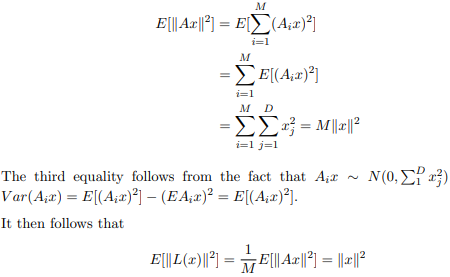 E[‖Ax‖²] = E[∑_{i=1}^{M} (A_i x)²]
= ∑_{i=1}^{M} E[(A_i x)²]
= ∑_{i=1}^{M} ∑_{j=1}^{D} x_j² = M‖x‖²
The third equality follows from the fact that A_i x ∼ N(0, ∑_1^D x_j²)
Var(A_i x) = E[(A_i x)²] − (EA_i x)² = E[(A_i x)²].
It then follows that
E[‖L(x)‖²] = \frac{1}{M} E[‖Ax‖²] = ‖x‖²